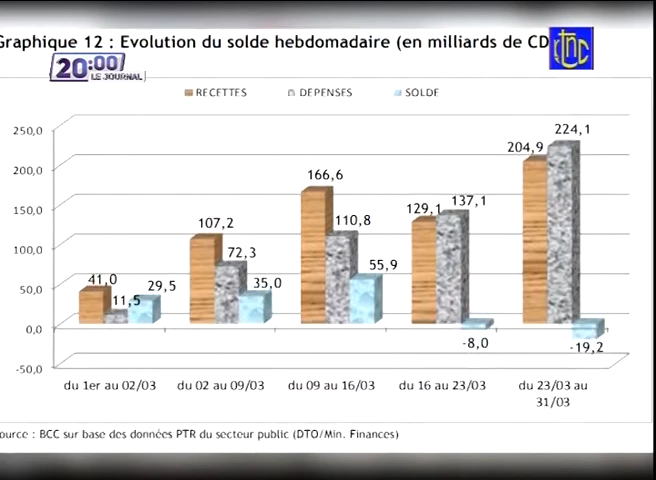 Graphique 12 : Evolution du solde hebdomadaire (en milliards de CD
rtnc
20:00
LE JOURNAL
RECETTES DEPENSES SOLDE
250,0
200,0
150,0
100,0
50,0
0,0
-50,0
41,0 11,5 29,5
107,2 72,3 35,0
166,6 110,8 55,9
129,1 137,1 -8,0
204,9 224,1 -19,2
du 1er au 02/03 du 02 au 09/03 du 09 au 16/03 du 16 au 23/03 du 23/03 au
31/03
ource : BCC sur base des données PTR du secteur public (DTO/Min. Finances)